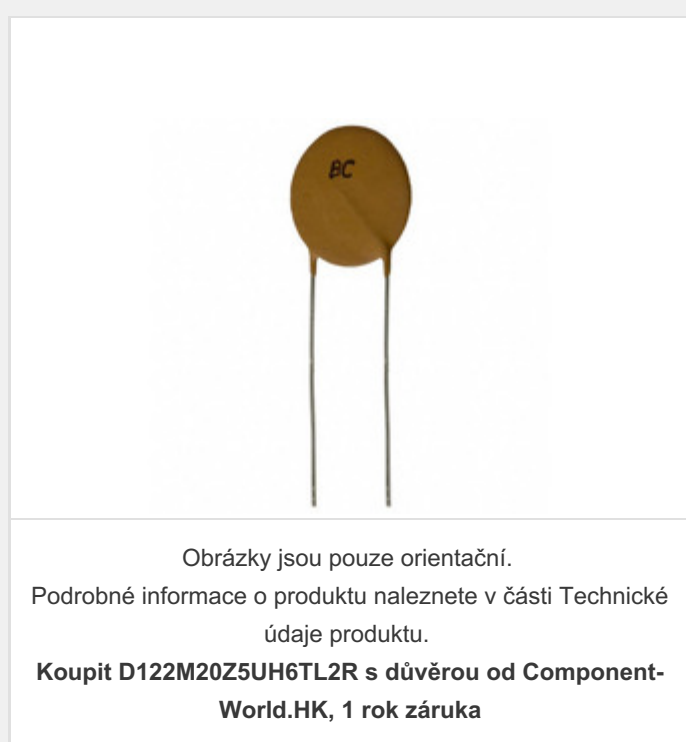 BC
Obrázky jsou pouze orientační.
Podrobné informace o produktu naleznete v části Technické
údaje produktu.
Koupit D122M20Z5UH6TL2R s důvěrou od Component-
World.HK, 1 rok záruka